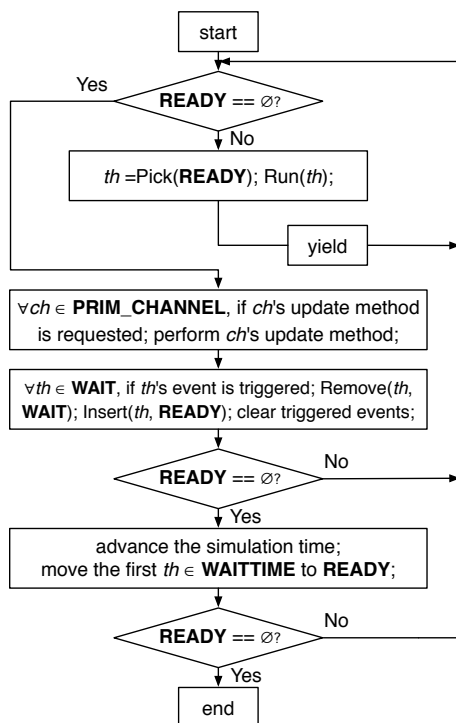 start
Yes
READY == ∅?
No
th =Pick(READY); Run(th);
yield
∀ch ∈ PRIM_CHANNEL, if ch's update method
is requested; perform ch's update method;
∀th ∈ WAIT, if th's event is triggered; Remove(th,
WAIT); Insert(th, READY); clear triggered events;
READY == ∅?
No
Yes
advance the simulation time;
move the first th ∈ WAITTIME to READY;
READY == ∅?
No
Yes
end